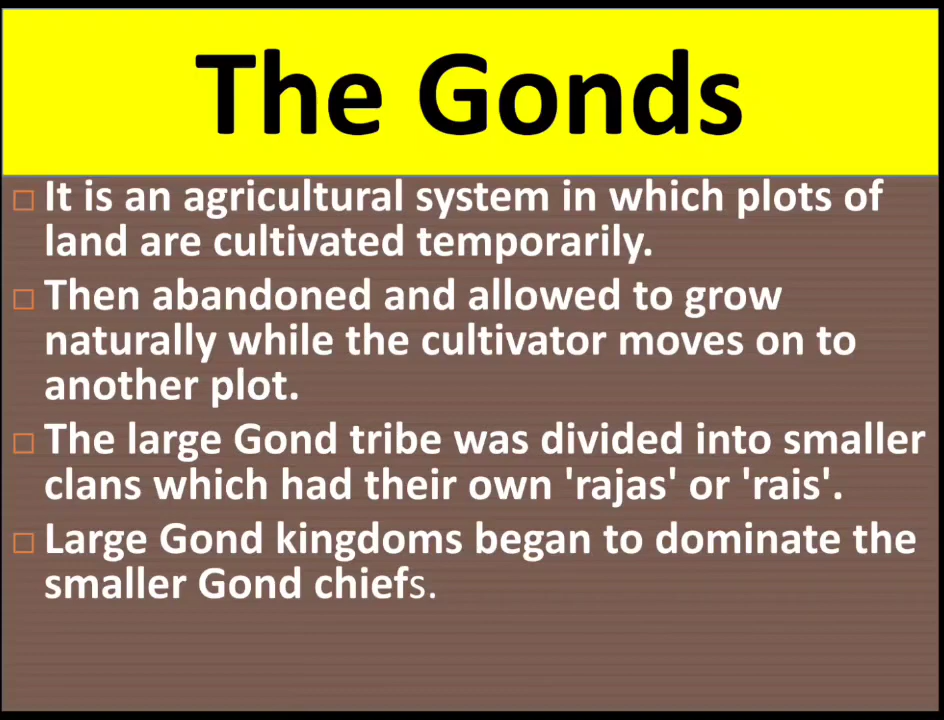 The Gonds
It is an agricultural system in which plots of
land are cultivated temporarily.
Then abandoned and allowed to grow
naturally while the cultivator moves on to
another plot.
The large Gond tribe was divided into smaller
clans which had their own 'rajas' or 'rais'.
Large Gond kingdoms began to dominate the
smaller Gond chiefs.